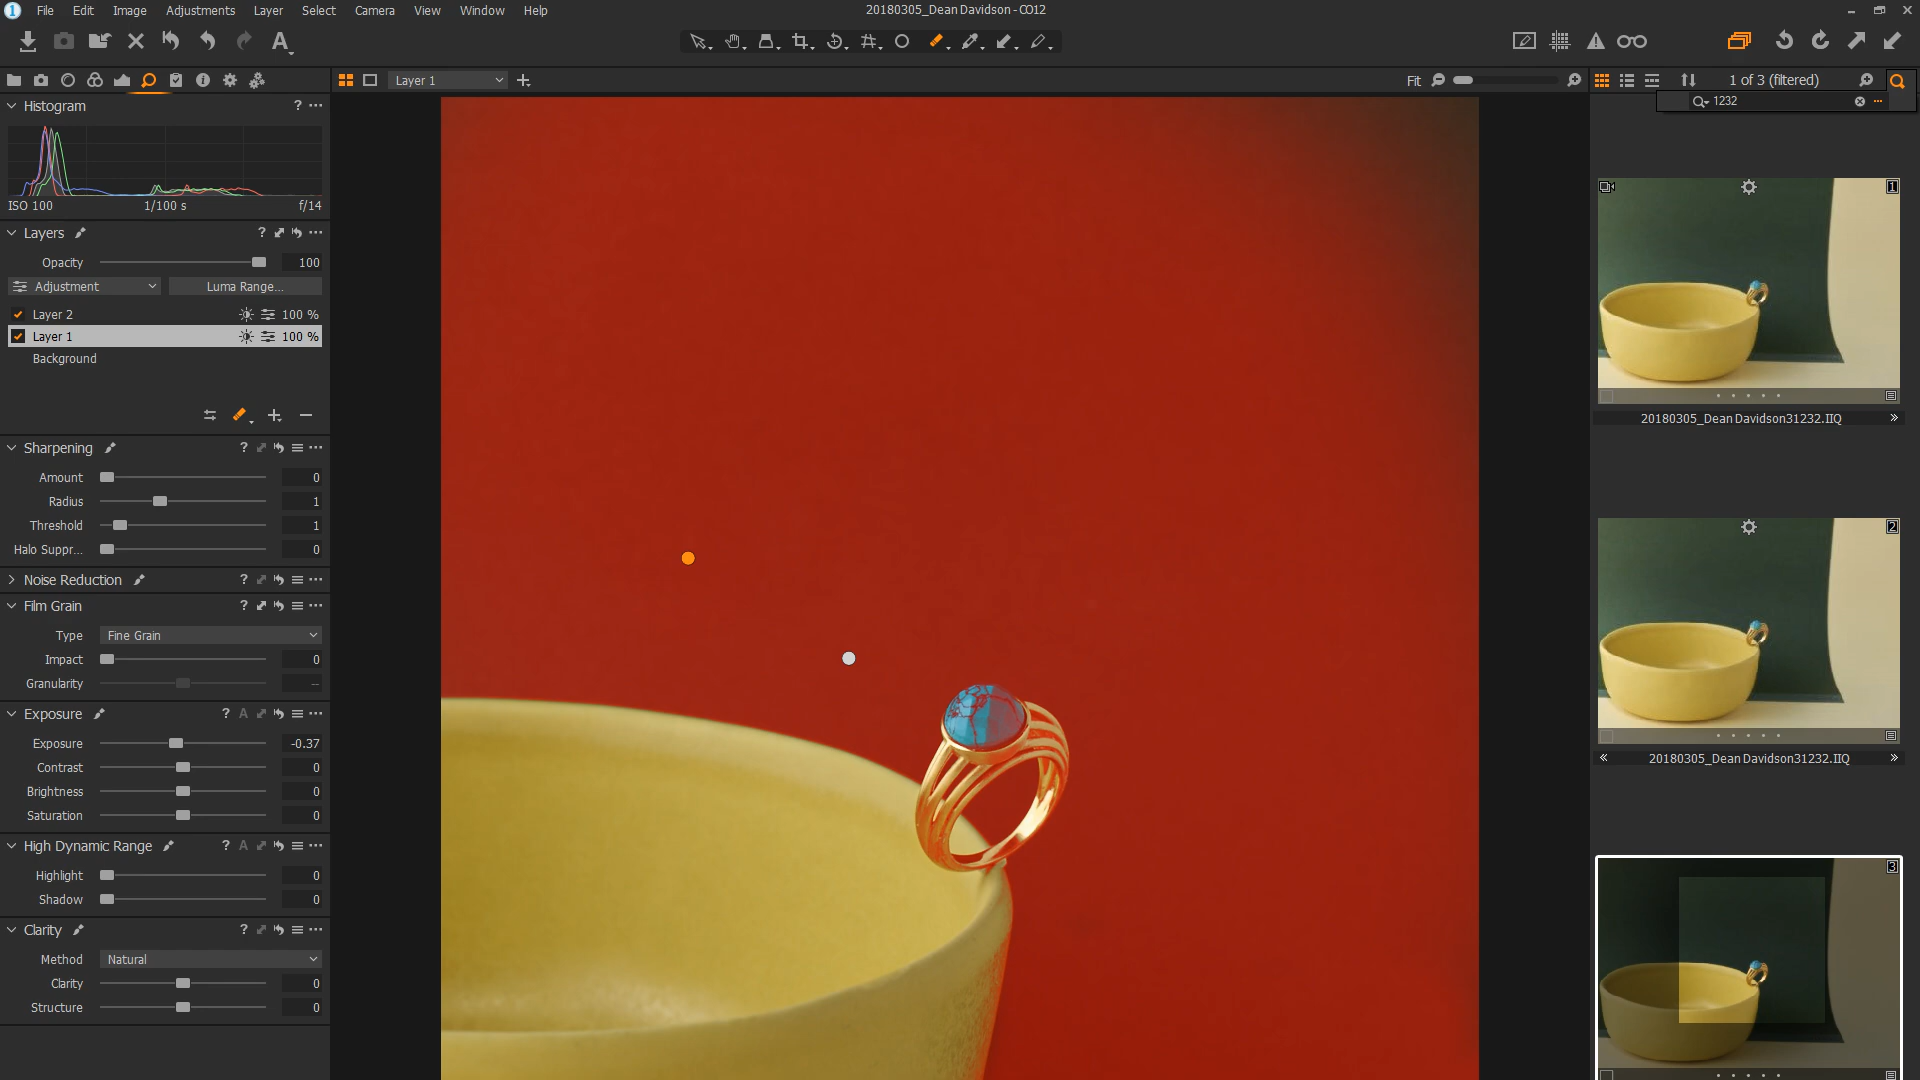 1 File Edit Image Adjustments Layer Select Camera View Window Help
20180305_Dean Davidson - CO12
A
Layer 1
Fit
1 of 3 (filtered)
1232
Histogram ?
ISO 100 1/100 s f/14
Layers ?
Opacity 100
Adjustment Luma Range...
Layer 2 100 %
Layer 1 100 %
Background
Sharpening ?
Amount 0
Radius 1
Threshold 1
Halo Suppr... 0
Noise Reduction ?
Film Grain ?
Type Fine Grain
Impact 0
Granularity --
Exposure ? A
Exposure -0.37
Contrast 0
Brightness 0
Saturation 0
High Dynamic Range ? A
Highlight 0
Shadow 0
Clarity ?
Method Natural
Clarity 0
Structure 0
1
20180305_Dean Davidson31232.IIQ
2
20180305_Dean Davidson31232.IIQ
3